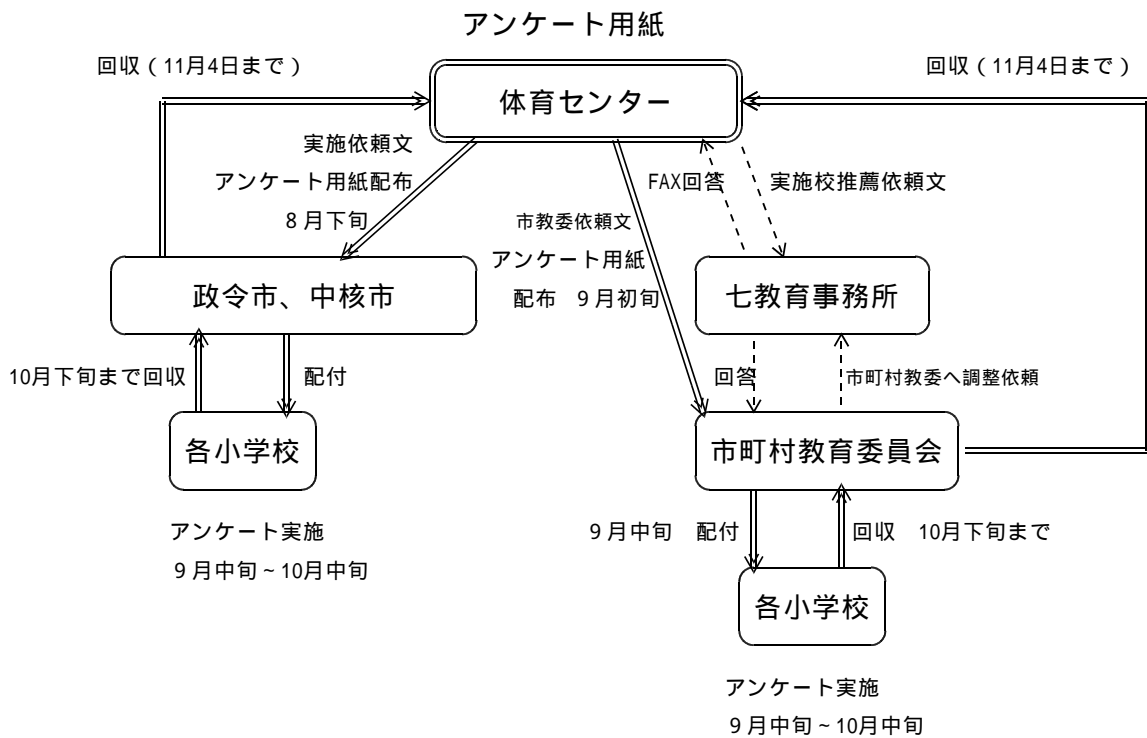 アンケート用紙
回収（11月4日まで）
回収（11月4日まで）
体育センター
実施依頼文
アンケート用紙配布
８月下旬
FAX回答
実施校推薦依頼文
市教委依頼文
アンケート用紙
配布　９月初旬
政令市、中核市
七教育事務所
10月下旬まで回収
配付
回答
市町村教委へ調整依頼
各小学校
市町村教育委員会
アンケート実施
９月中旬～10月中旬
９月中旬　配付
回収　10月下旬まで
各小学校
アンケート実施
９月中旬～10月中旬